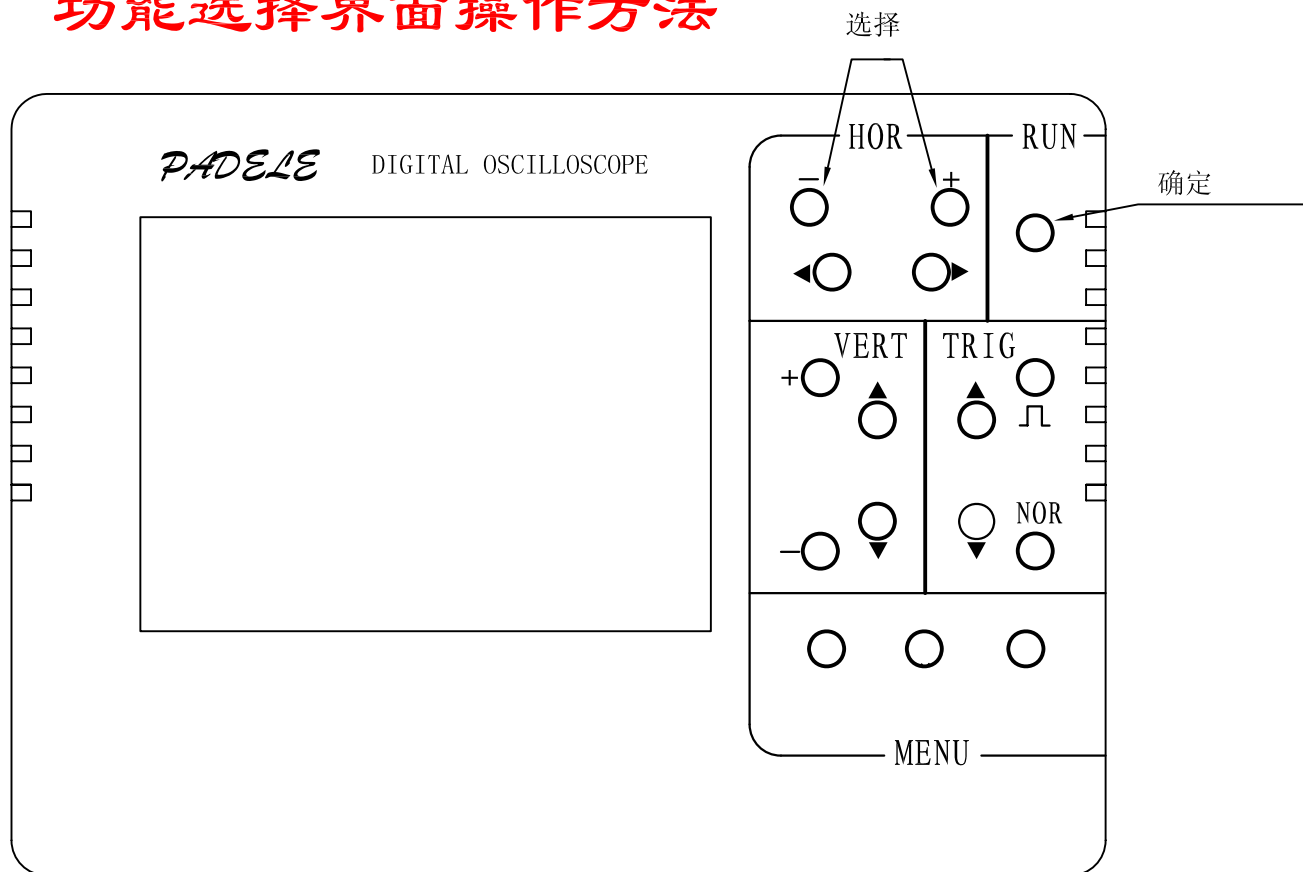 功能选择界面操作方法
选择
HOR
RUN
PADELE
DIGITAL OSCILLOSCOPE
-
+
确定
VERT
TRIG
+
NOR
-
MENU